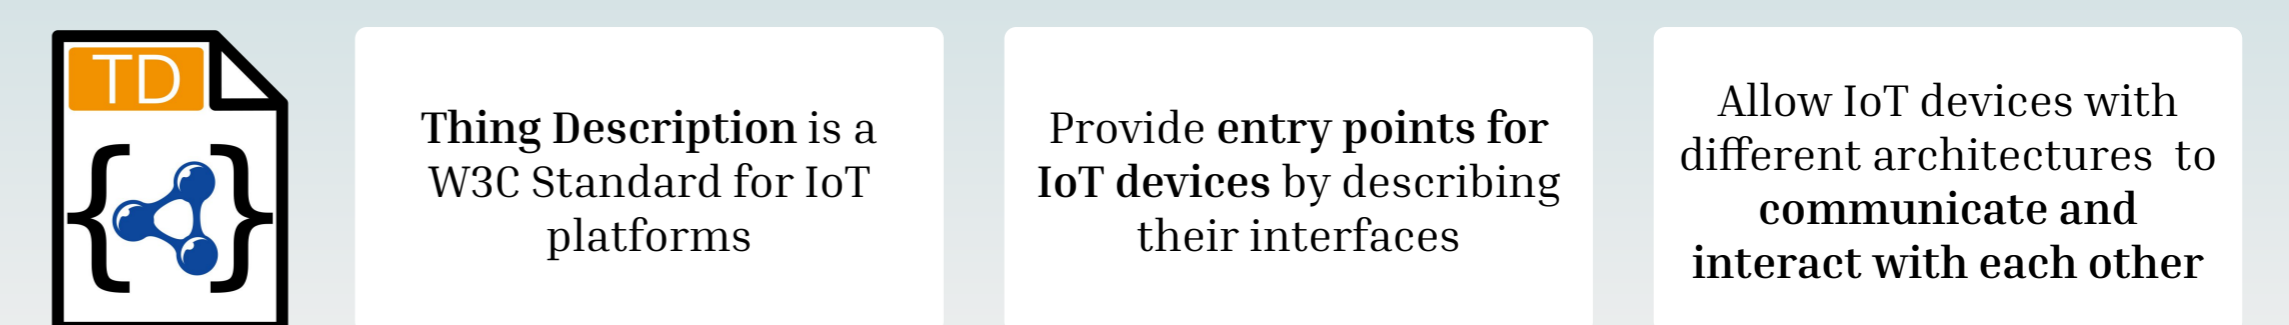 TD
Thing Description is a
W3C Standard for IoT
platforms
Provide entry points for
IoT devices by describing
their interfaces
Allow IoT devices with
different architectures  to
communicate and
interact with each other